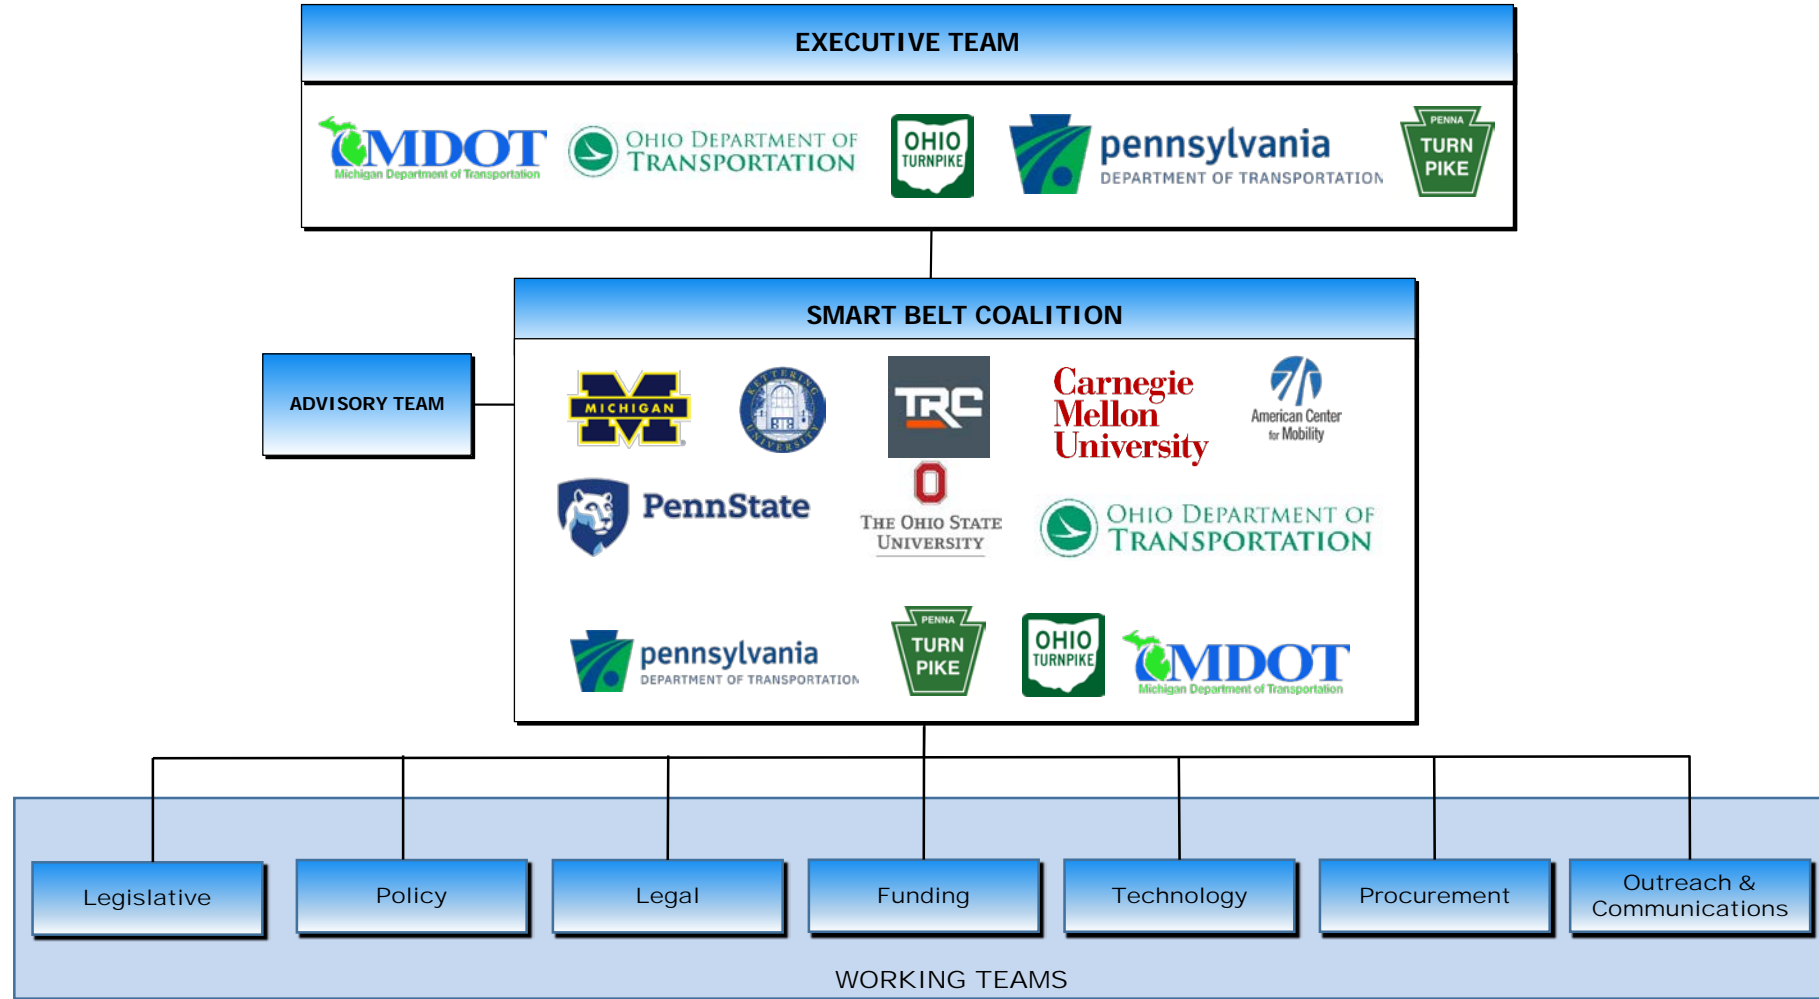 EXECUTIVE TEAM
MDOT
Michigan Department of Transportation
OHIO DEPARTMENT OF
TRANSPORTATION
OHIO
TURNPIKE
pennsylvania
DEPARTMENT OF TRANSPORTATION
PENNA
TURN
PIKE
SMART BELT COALITION
ADVISORY TEAM
MICHIGAN
KETTERING
UNIVERSITY
TRC
Carnegie
Mellon
University
American Center
for Mobility
PennState
THE OHIO STATE
UNIVERSITY
OHIO DEPARTMENT OF
TRANSPORTATION
pennsylvania
DEPARTMENT OF TRANSPORTATION
PENNA
TURN
PIKE
OHIO
TURNPIKE
MDOT
Michigan Department of Transportation
Legislative
Policy
Legal
Funding
Technology
Procurement
Outreach &
Communications
WORKING TEAMS